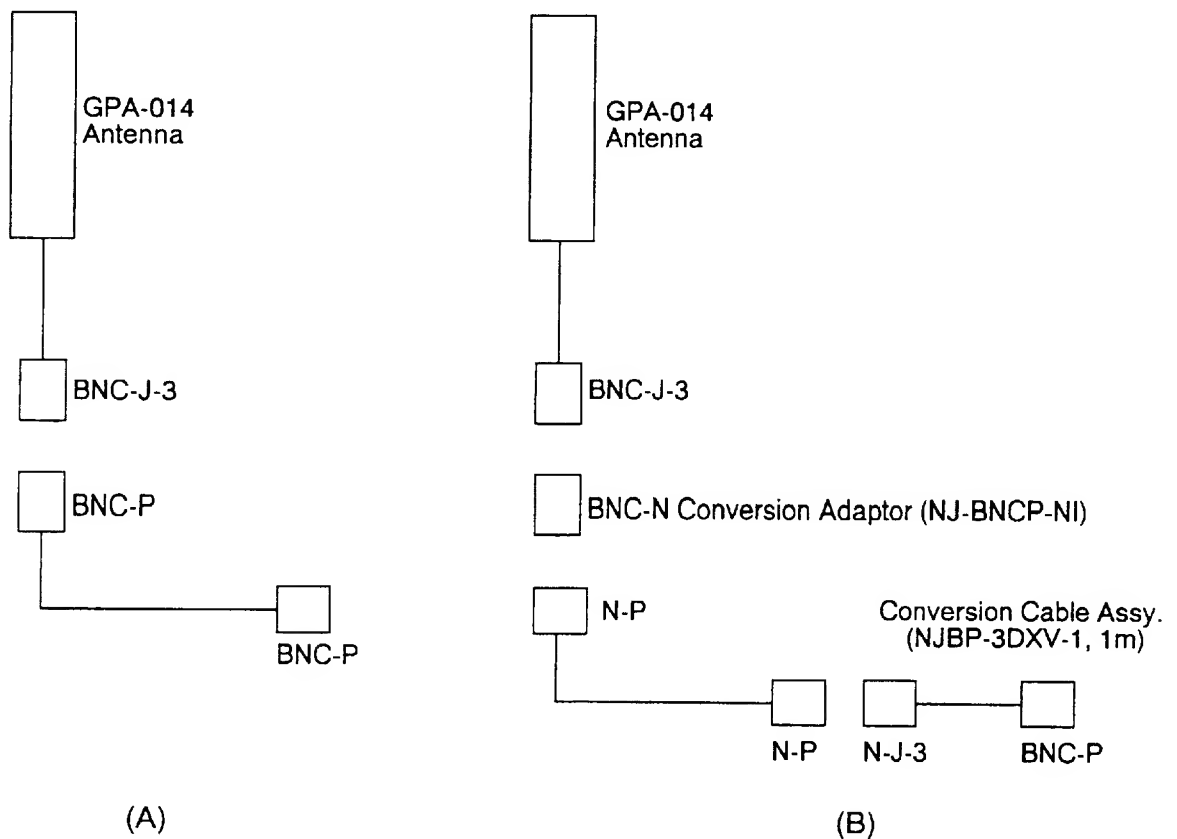 GPA-014
Antenna
BNC-J-3
BNC-P
BNC-P
(A)
GPA-014
Antenna
BNC-J-3
BNC-N Conversion Adaptor (NJ-BNCP-NI)
N-P
Conversion Cable Assy.
(NJBP-3DXV-1, 1m)
N-P
N-J-3
BNC-P
(B)